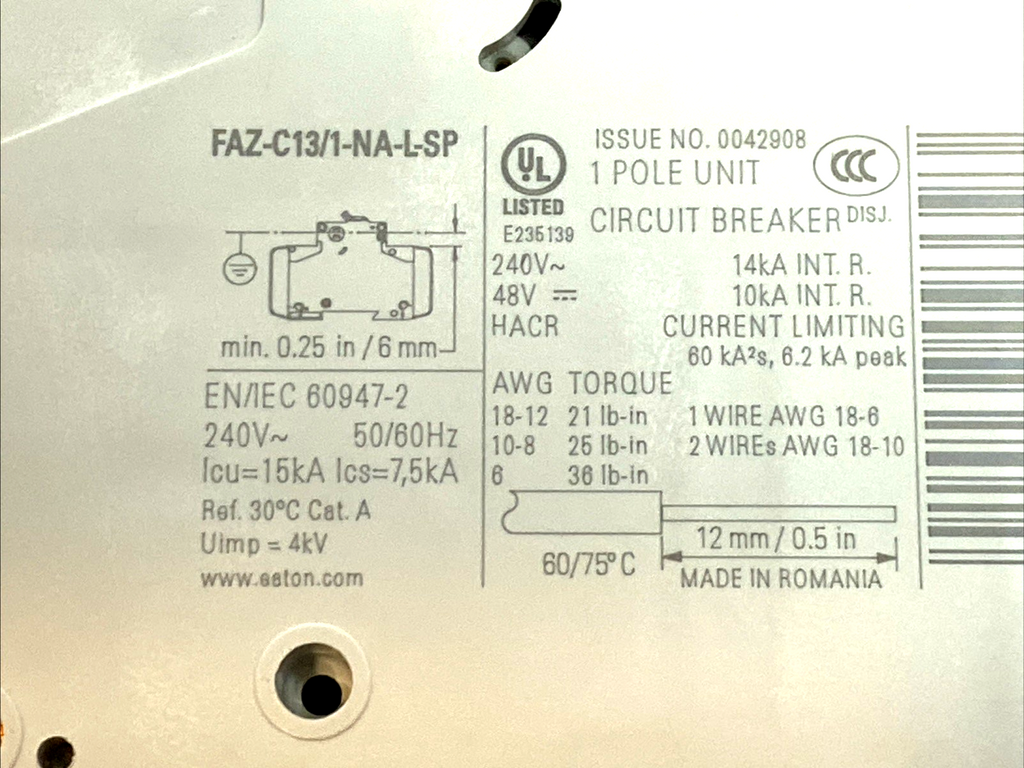 FAZ-C13/1-NA-L-SP
min. 0.25 in / 6 mm
EN/IEC 60947-2
240V~ 50/60Hz
Icu=15kA Ics=7,5kA
Ref. 30°C Cat. A
Uimp = 4kV
www.eaton.com
UL
LISTED
E235139
ISSUE NO. 0042908
1 POLE UNIT
CCC
CIRCUIT BREAKER DISJ.
240V~ 14kA INT. R.
48V ⎓ 10kA INT. R.
HACR CURRENT LIMITING
60 kA²s, 6.2 kA peak
AWG TORQUE
18-12 21 lb-in 1 WIRE AWG 18-6
10-8 25 lb-in 2 WIREs AWG 18-10
6 36 lb-in
12 mm / 0.5 in
60/75°C
MADE IN ROMANIA